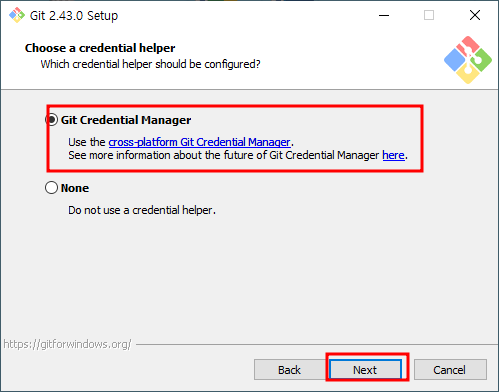 Git 2.43.0 Setup
Choose a credential helper
Which credential helper should be configured?
Git Credential Manager
Use the cross-platform Git Credential Manager.
See more information about the future of Git Credential Manager here.
None
Do not use a credential helper.
https://gitforwindows.org/
Back Next Cancel